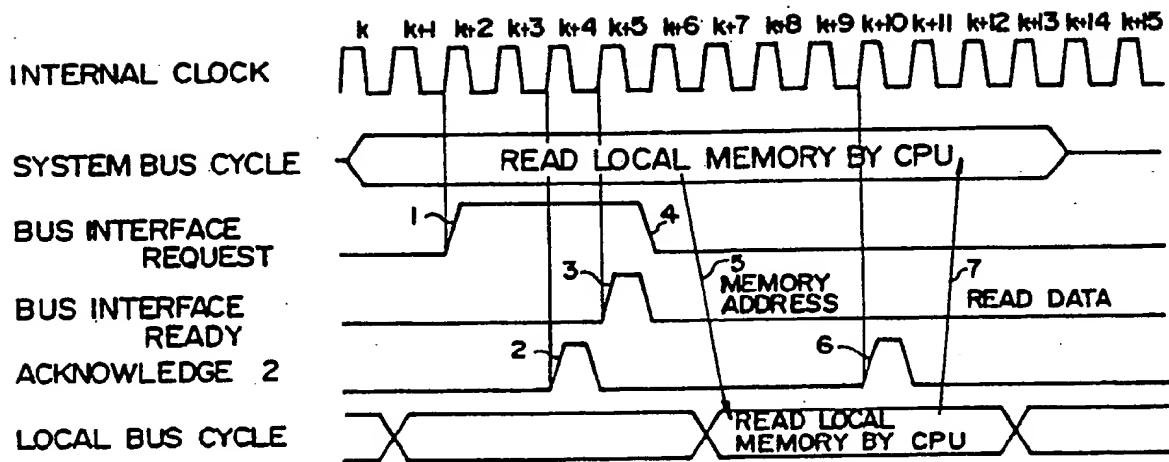 k k+1 k+2 k+3 k+4 k+5 k+6 k+7 k+8 k+9 k+10 k+11 k+12 k+13 k+14 k+15
INTERNAL CLOCK
SYSTEM BUS CYCLE
READ LOCAL MEMORY BY CPU
BUS INTERFACE
REQUEST
1
4
5
MEMORY
ADDRESS
7
READ DATA
BUS INTERFACE
READY
3
ACKNOWLEDGE 2
2
6
LOCAL BUS CYCLE
READ LOCAL
MEMORY BY CPU